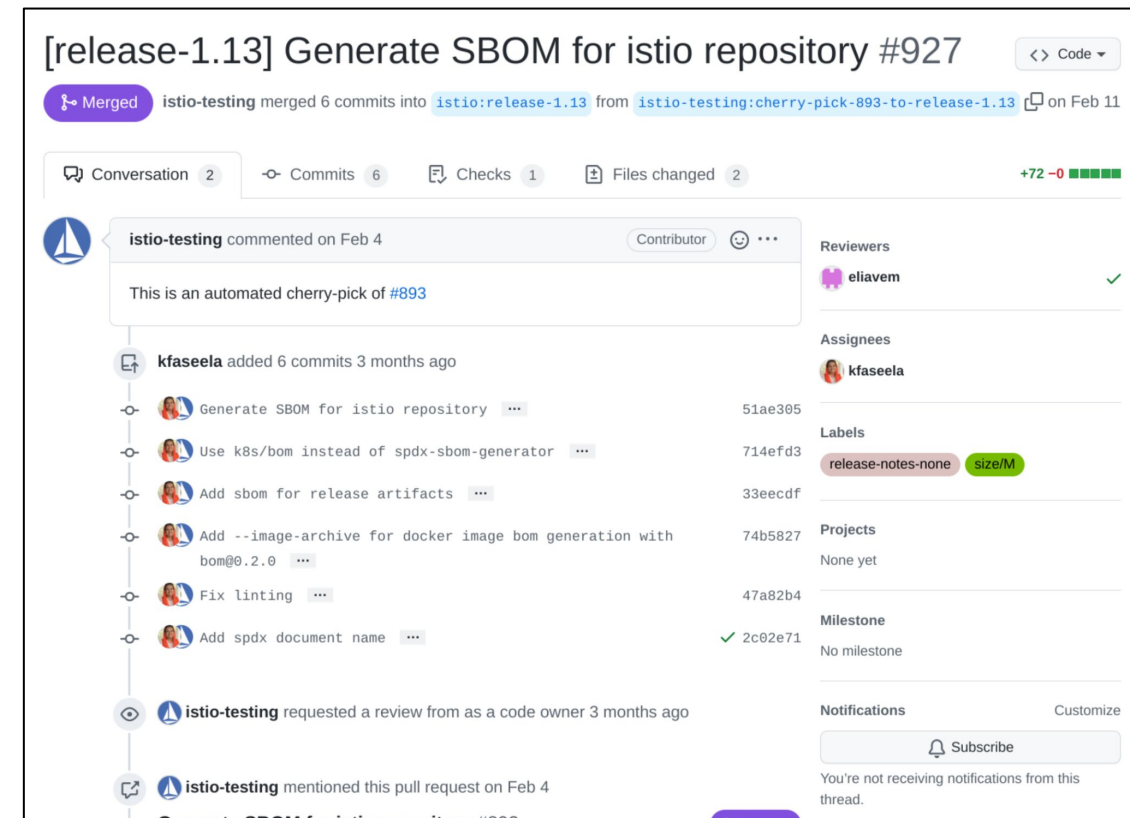 [release-1.13] Generate SBOM for istio repository #927
<> Code
Merged istio-testing merged 6 commits into istio:release-1.13 from istio-testing:cherry-pick-893-to-release-1.13 on Feb 11
Conversation 2 Commits 6 Checks 1 Files changed 2 +72 −0
istio-testing commented on Feb 4 Contributor ...
This is an automated cherry-pick of #893
kfaseela added 6 commits 3 months ago
Generate SBOM for istio repository ... 51ae305
Use k8s/bom instead of spdx-sbom-generator ... 714efd3
Add sbom for release artifacts ... 33eecdf
Add --image-archive for docker image bom generation with 74b5827
bom@0.2.0 ...
Fix linting ... 47a82b4
Add spdx document name ... 2c02e71
istio-testing requested a review from as a code owner 3 months ago
istio-testing mentioned this pull request on Feb 4
Reviewers
eliavem
Assignees
kfaseela
Labels
release-notes-none size/M
Projects
None yet
Milestone
No milestone
Notifications Customize
Subscribe
You're not receiving notifications from this
thread.